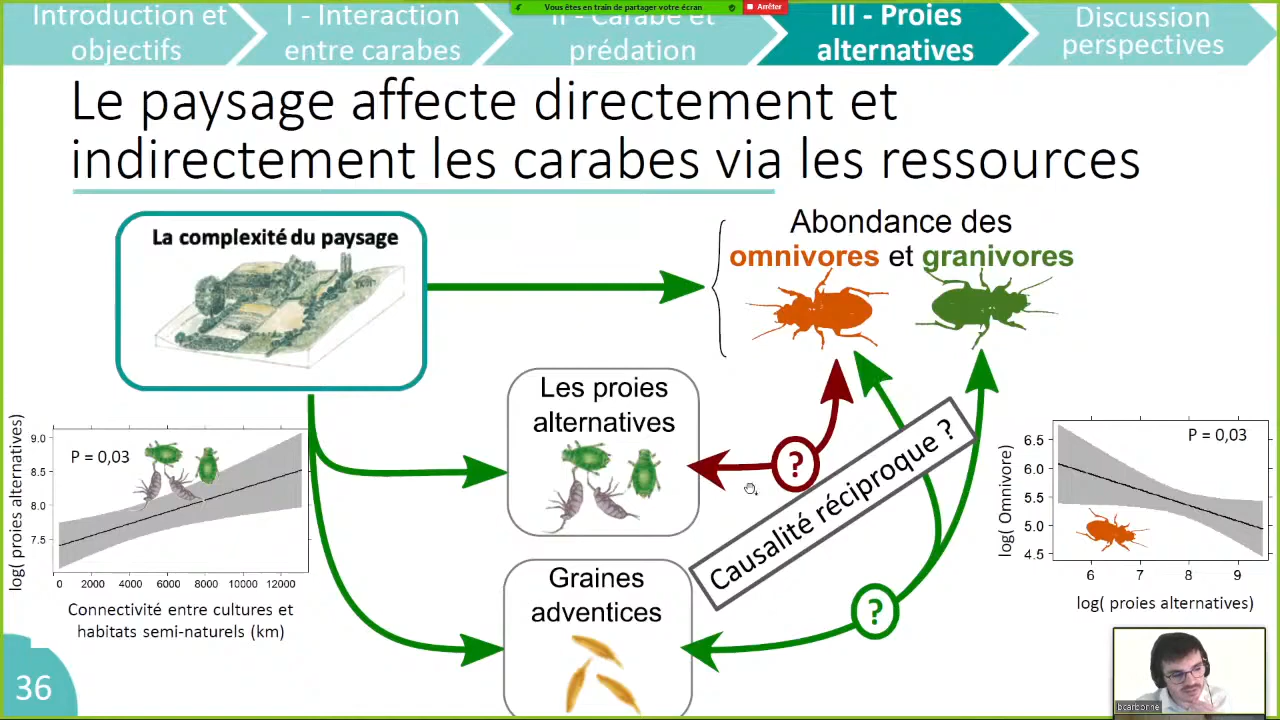 Introduction et
objectifs
I - Interaction
entre carabes
II - Carabe et
prédation
III - Proies
alternatives
Discussion
perspectives
Vous êtes en train de partager votre écran
Arrêter
Le paysage affecte directement et
indirectement les carabes via les ressources
La complexité du paysage
Abondance des
omnivores et granivores
Les proies
alternatives
?
Causalité réciproque ?
Graines
adventices
?
log( proies alternatives)
9.0
8.5
8.0
7.5
P = 0,03
0 2000 4000 6000 8000 10000 12000
Connectivité entre cultures et
habitats semi-naturels (km)
log( Omnivore)
6.5
6.0
5.5
5.0
4.5
P = 0,03
6 7 8 9
log( proies alternatives)
36
bcarbonne